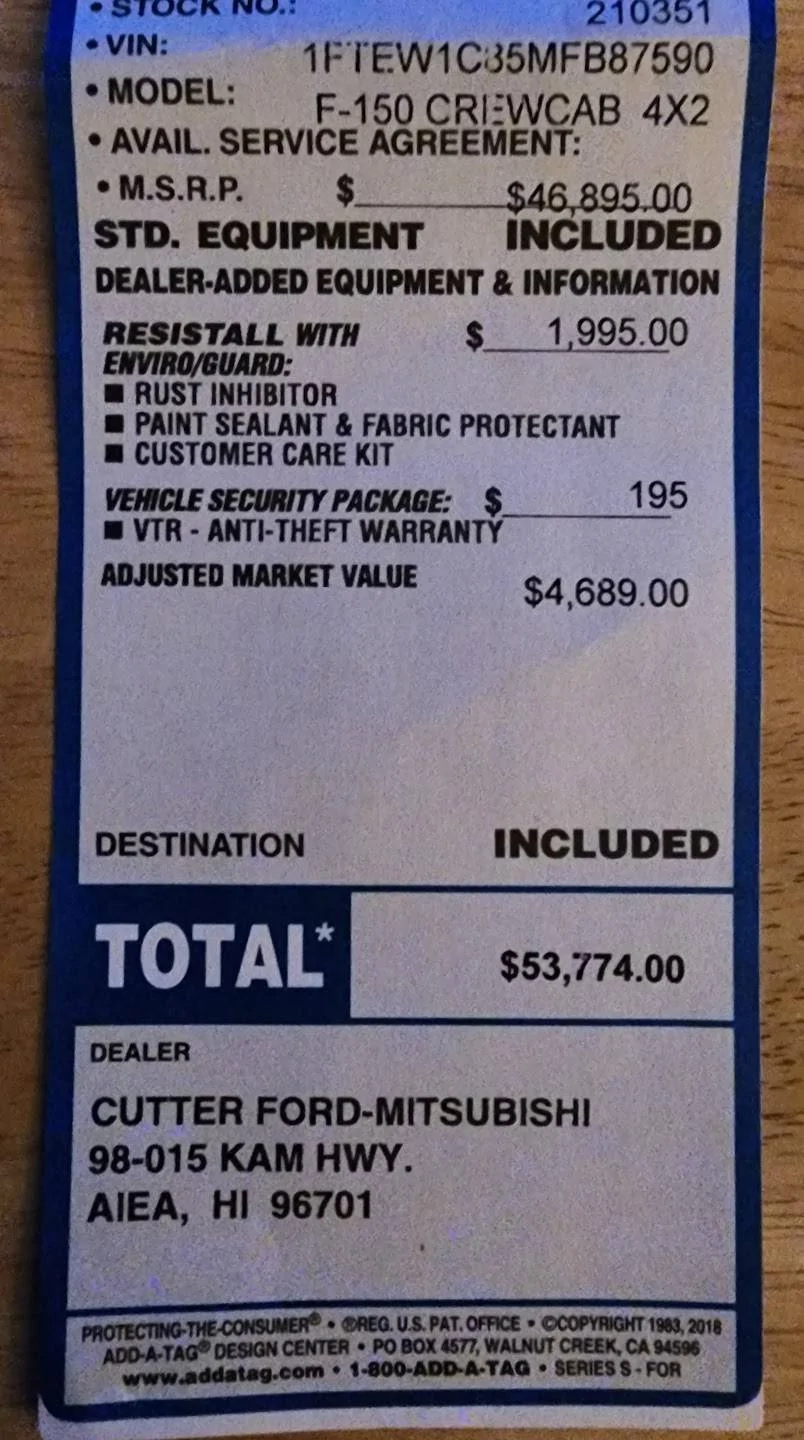 • STOCK NO.: 210351
• VIN: 1FTEW1C85MFB87590
• MODEL: F-150 CREWCAB 4X2
• AVAIL. SERVICE AGREEMENT:
• M.S.R.P. $ $46,895.00
STD. EQUIPMENT INCLUDED
DEALER-ADDED EQUIPMENT & INFORMATION
RESISTALL WITH $ 1,995.00
ENVIRO/GUARD:
■ RUST INHIBITOR
■ PAINT SEALANT & FABRIC PROTECTANT
■ CUSTOMER CARE KIT
VEHICLE SECURITY PACKAGE: $ 195
■ VTR - ANTI-THEFT WARRANTY
ADJUSTED MARKET VALUE $4,689.00
DESTINATION INCLUDED
TOTAL* $53,774.00
DEALER
CUTTER FORD-MITSUBISHI
98-015 KAM HWY.
AIEA, HI 96701
PROTECTING-THE-CONSUMER® • ®REG. U.S. PAT. OFFICE • ©COPYRIGHT 1983, 2018
ADD-A-TAG® DESIGN CENTER • PO BOX 4577, WALNUT CREEK, CA 94596
www.addatag.com • 1-800-ADD-A-TAG • SERIES S - FOR